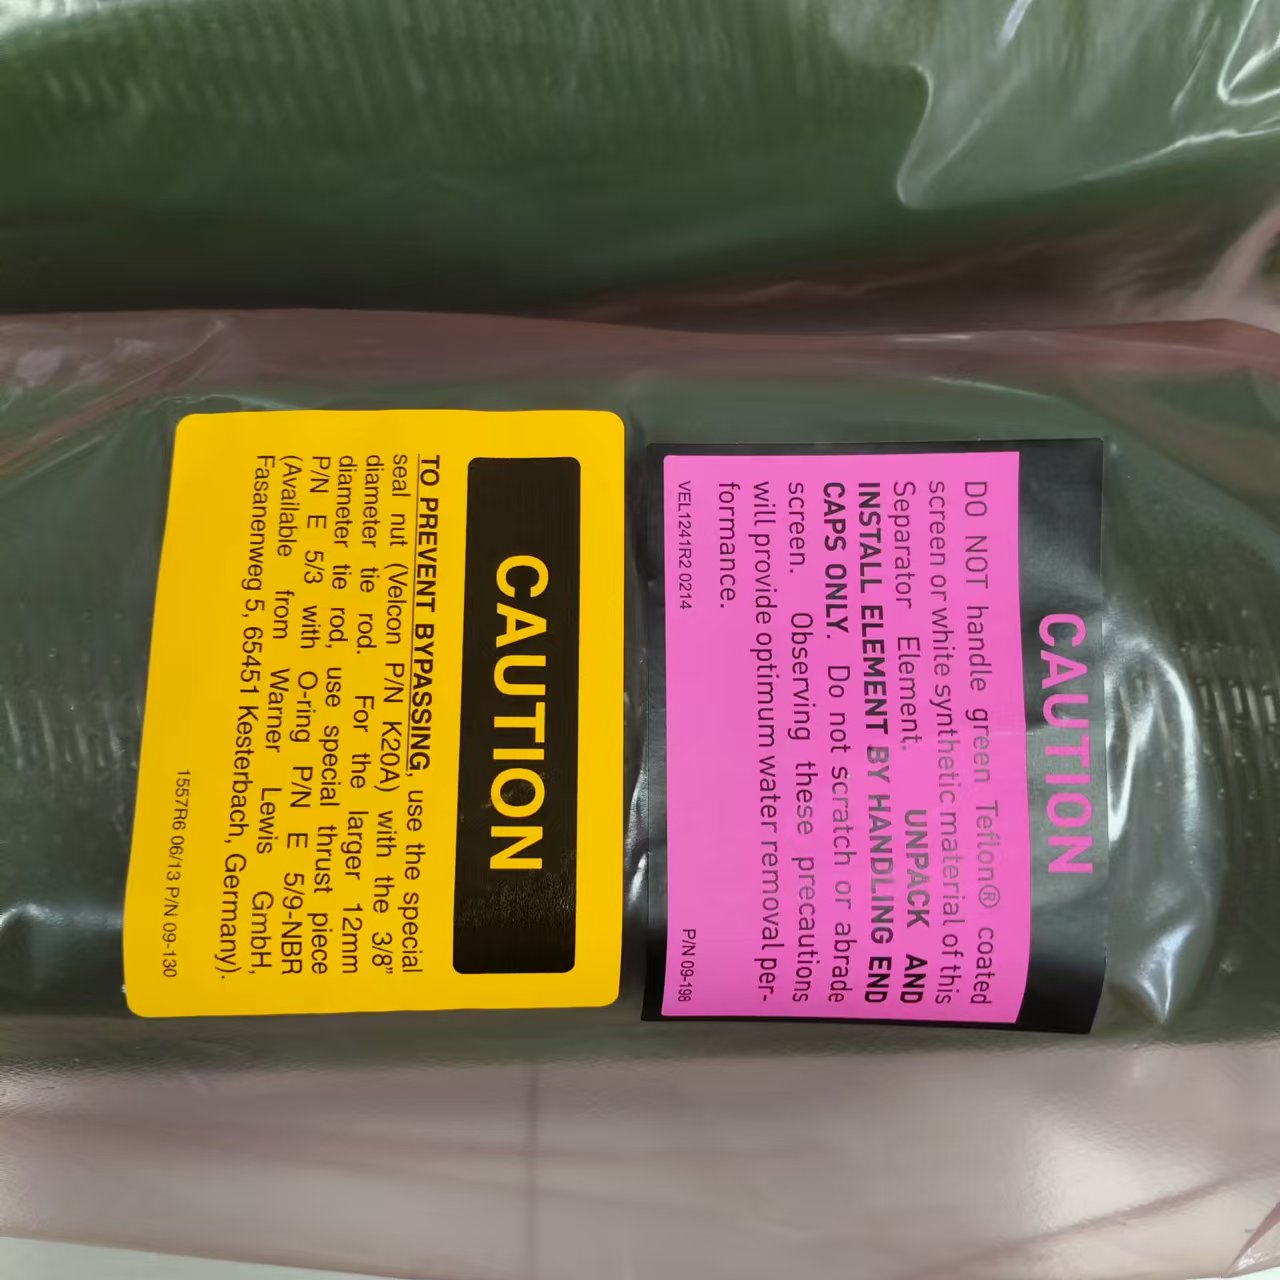 CAUTION
DO NOT handle green Teflon® coated
screen or white synthetic material of this
Separator Element. UNPACK AND
INSTALL ELEMENT BY HANDLING END
CAPS ONLY. Do not scratch or abrade
screen. Observing these precautions
will provide optimum water removal per-
formance.
VEL1241R2 0214 P/N 09-198
CAUTION
TO PREVENT BYPASSING, use the special
seal nut (Velcon P/N K20A) with the 3/8”
diameter tie rod. For the larger 12mm
diameter tie rod, use special thrust piece
P/N E 5/3 with O-ring P/N E 5/9-NBR
(Available from Warner Lewis GmbH,
Fasanenweg 5, 65451 Kesterbach, Germany).
1557R6 06/13 P/N 09-130